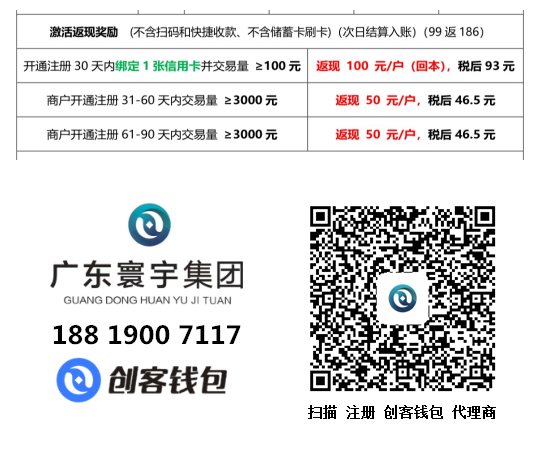 激活返现奖励 (不含扫码和快捷收款、不含储蓄卡刷卡)(次日结算入账)(99 返 186)
开通注册 30 天内绑定 1 张信用卡并交易量 ≥100 元 返现 100 元/户（回本），税后 93 元
商户开通注册 31-60 天内交易量 ≥3000 元 返现 50 元/户，税后 46.5 元
商户开通注册 61-90 天内交易量 ≥3000 元 返现 50 元/户，税后 46.5 元
广东寰宇集团
GUANG DONG HUAN YU JI TUAN
188 1900 7117
创客钱包
扫描 注册 创客钱包 代理商